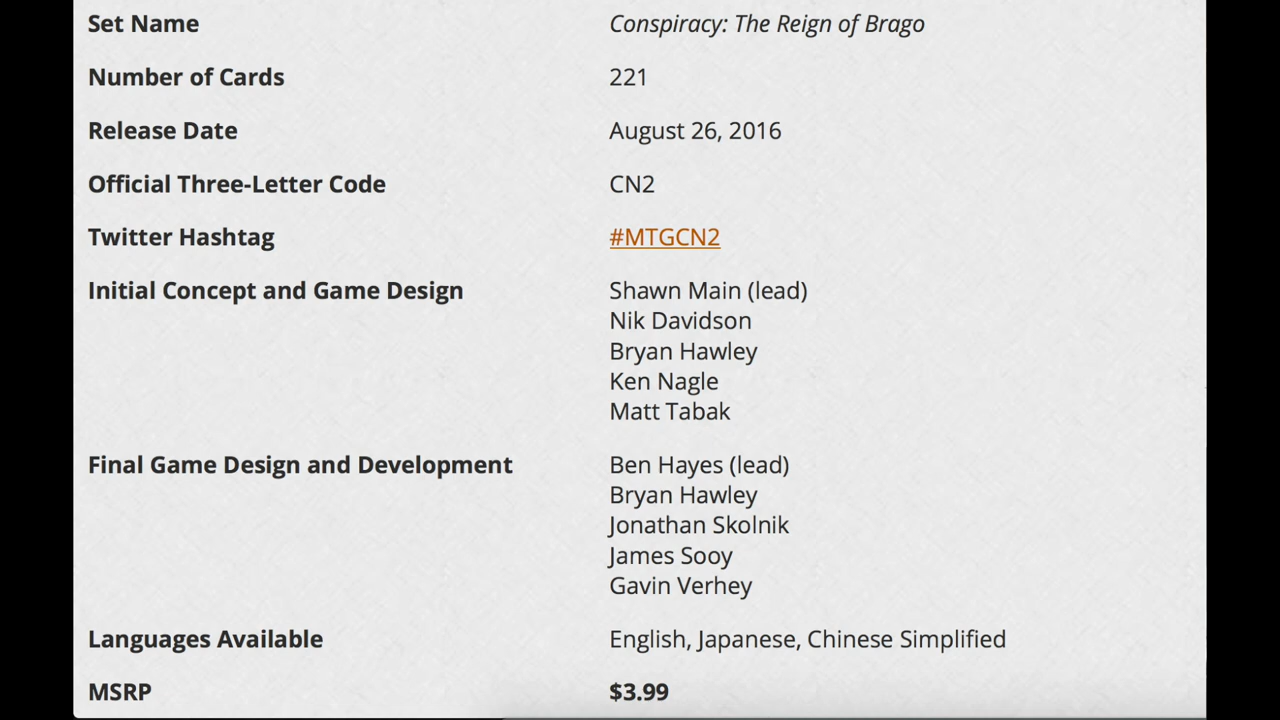 Set Name Conspiracy: The Reign of Brago
Number of Cards 221
Release Date August 26, 2016
Official Three-Letter Code CN2
Twitter Hashtag #MTGCN2
Initial Concept and Game Design Shawn Main (lead)
Nik Davidson
Bryan Hawley
Ken Nagle
Matt Tabak
Final Game Design and Development Ben Hayes (lead)
Bryan Hawley
Jonathan Skolnik
James Sooy
Gavin Verhey
Languages Available English, Japanese, Chinese Simplified
MSRP $3.99